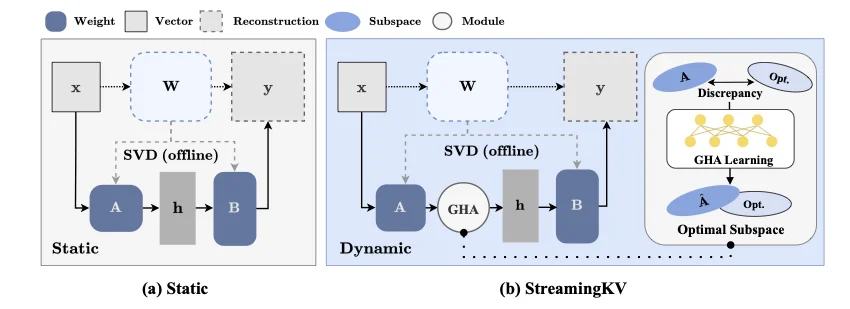 Weight Vector Reconstruction Subspace Module
x
W
y
SVD (offline)
A
h
B
Static
(a) Static
x
W
y
SVD (offline)
A
GHA
h
B
Dynamic
A
Opt.
Discrepancy
GHA Learning
Â
Opt.
Optimal Subspace
(b) StreamingKV